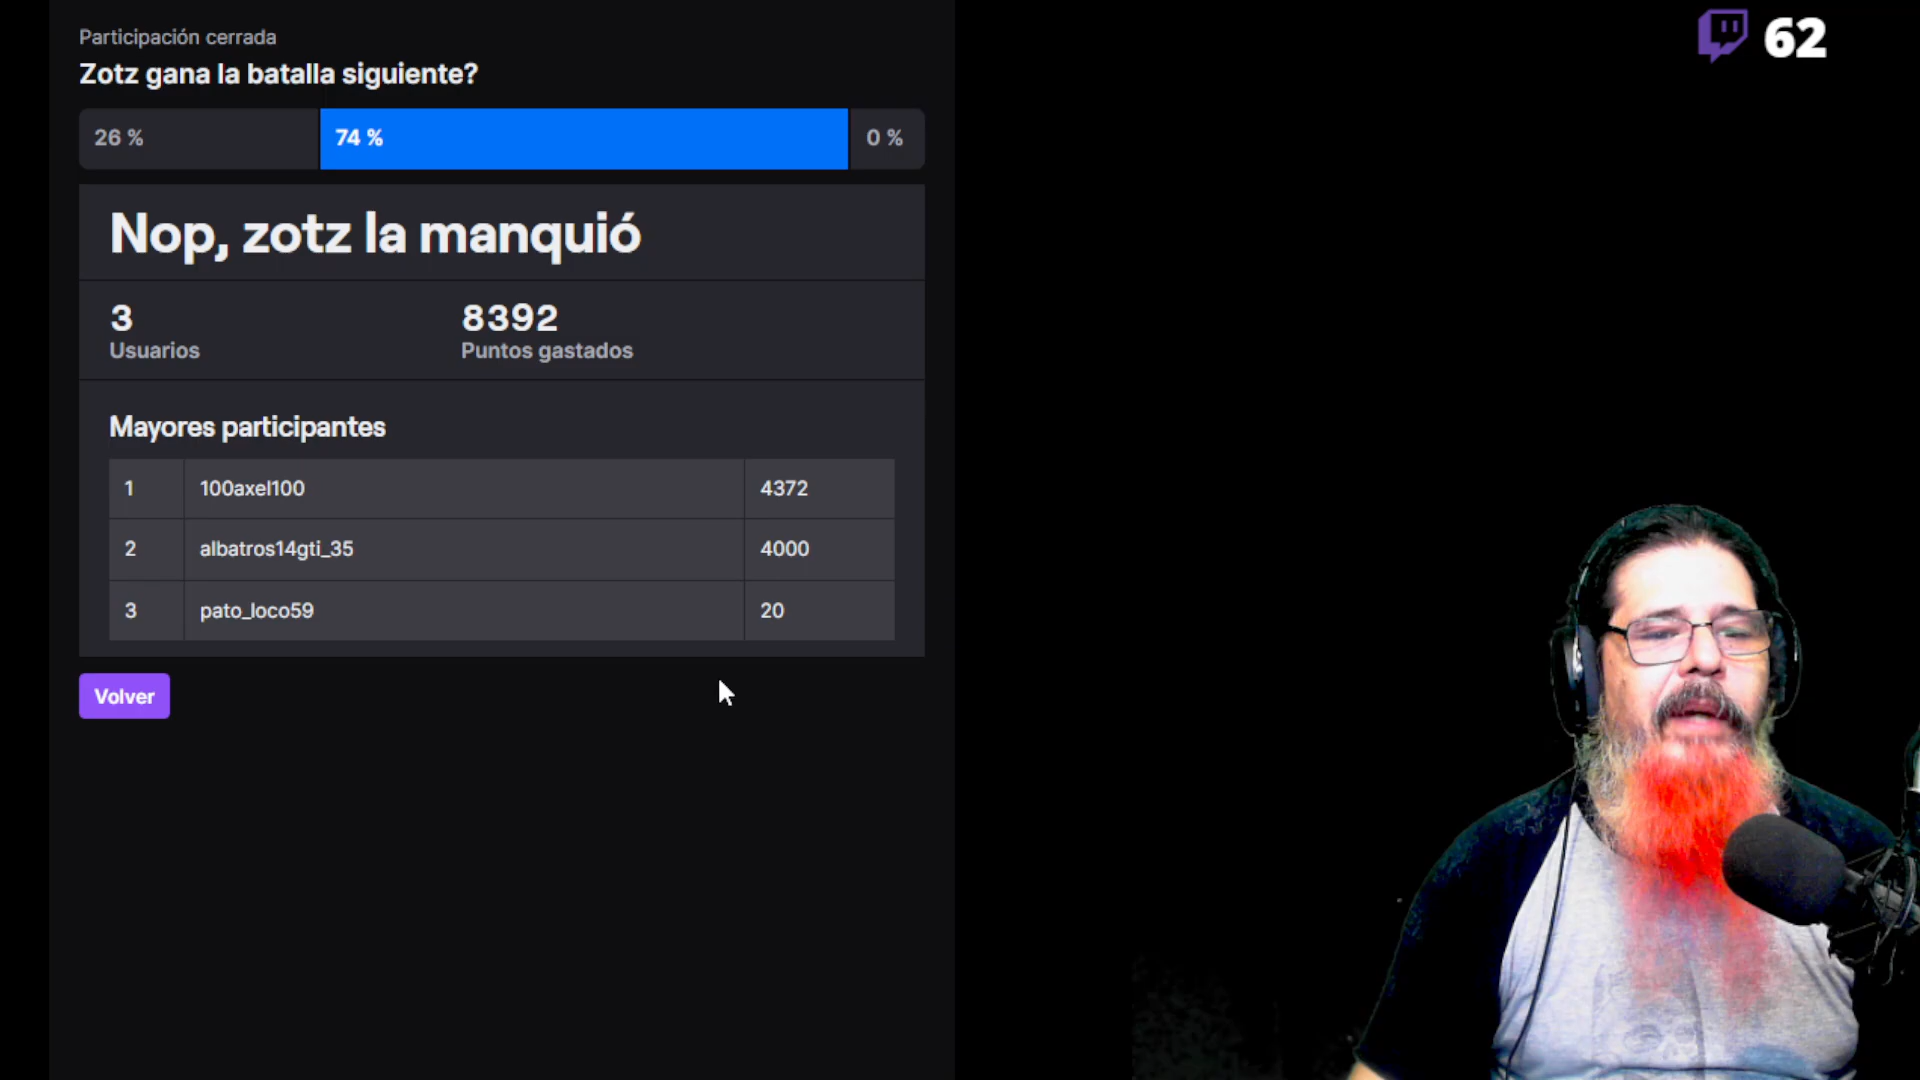 Participación cerrada
62
Zotz gana la batalla siguiente?
26 % 74 % 0 %
Nop, zotz la manquió
3 8392
Usuarios Puntos gastados
Mayores participantes
1 100axel100 4372
2 albatros14gti_35 4000
3 pato_loco59 20
Volver